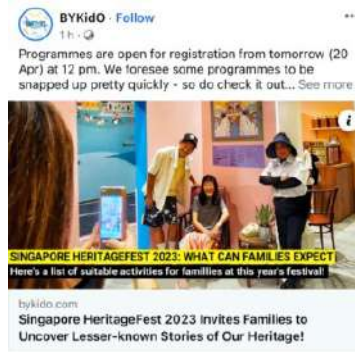 BYKidO · Follow
1h ·
Programmes are open for registration from tomorrow (20
Apr) at 12 pm. We foresee some programmes to be
snapped up pretty quickly - so do check it out... See more
i
SINGAPORE HERITAGEFEST 2023: WHAT CAN FAMILIES EXPECT
Here's a list of suitable activities for famillies at this year's festival!
bykido.com
Singapore HeritageFest 2023 Invites Families to
Uncover Lesser-known Stories of Our Heritage!